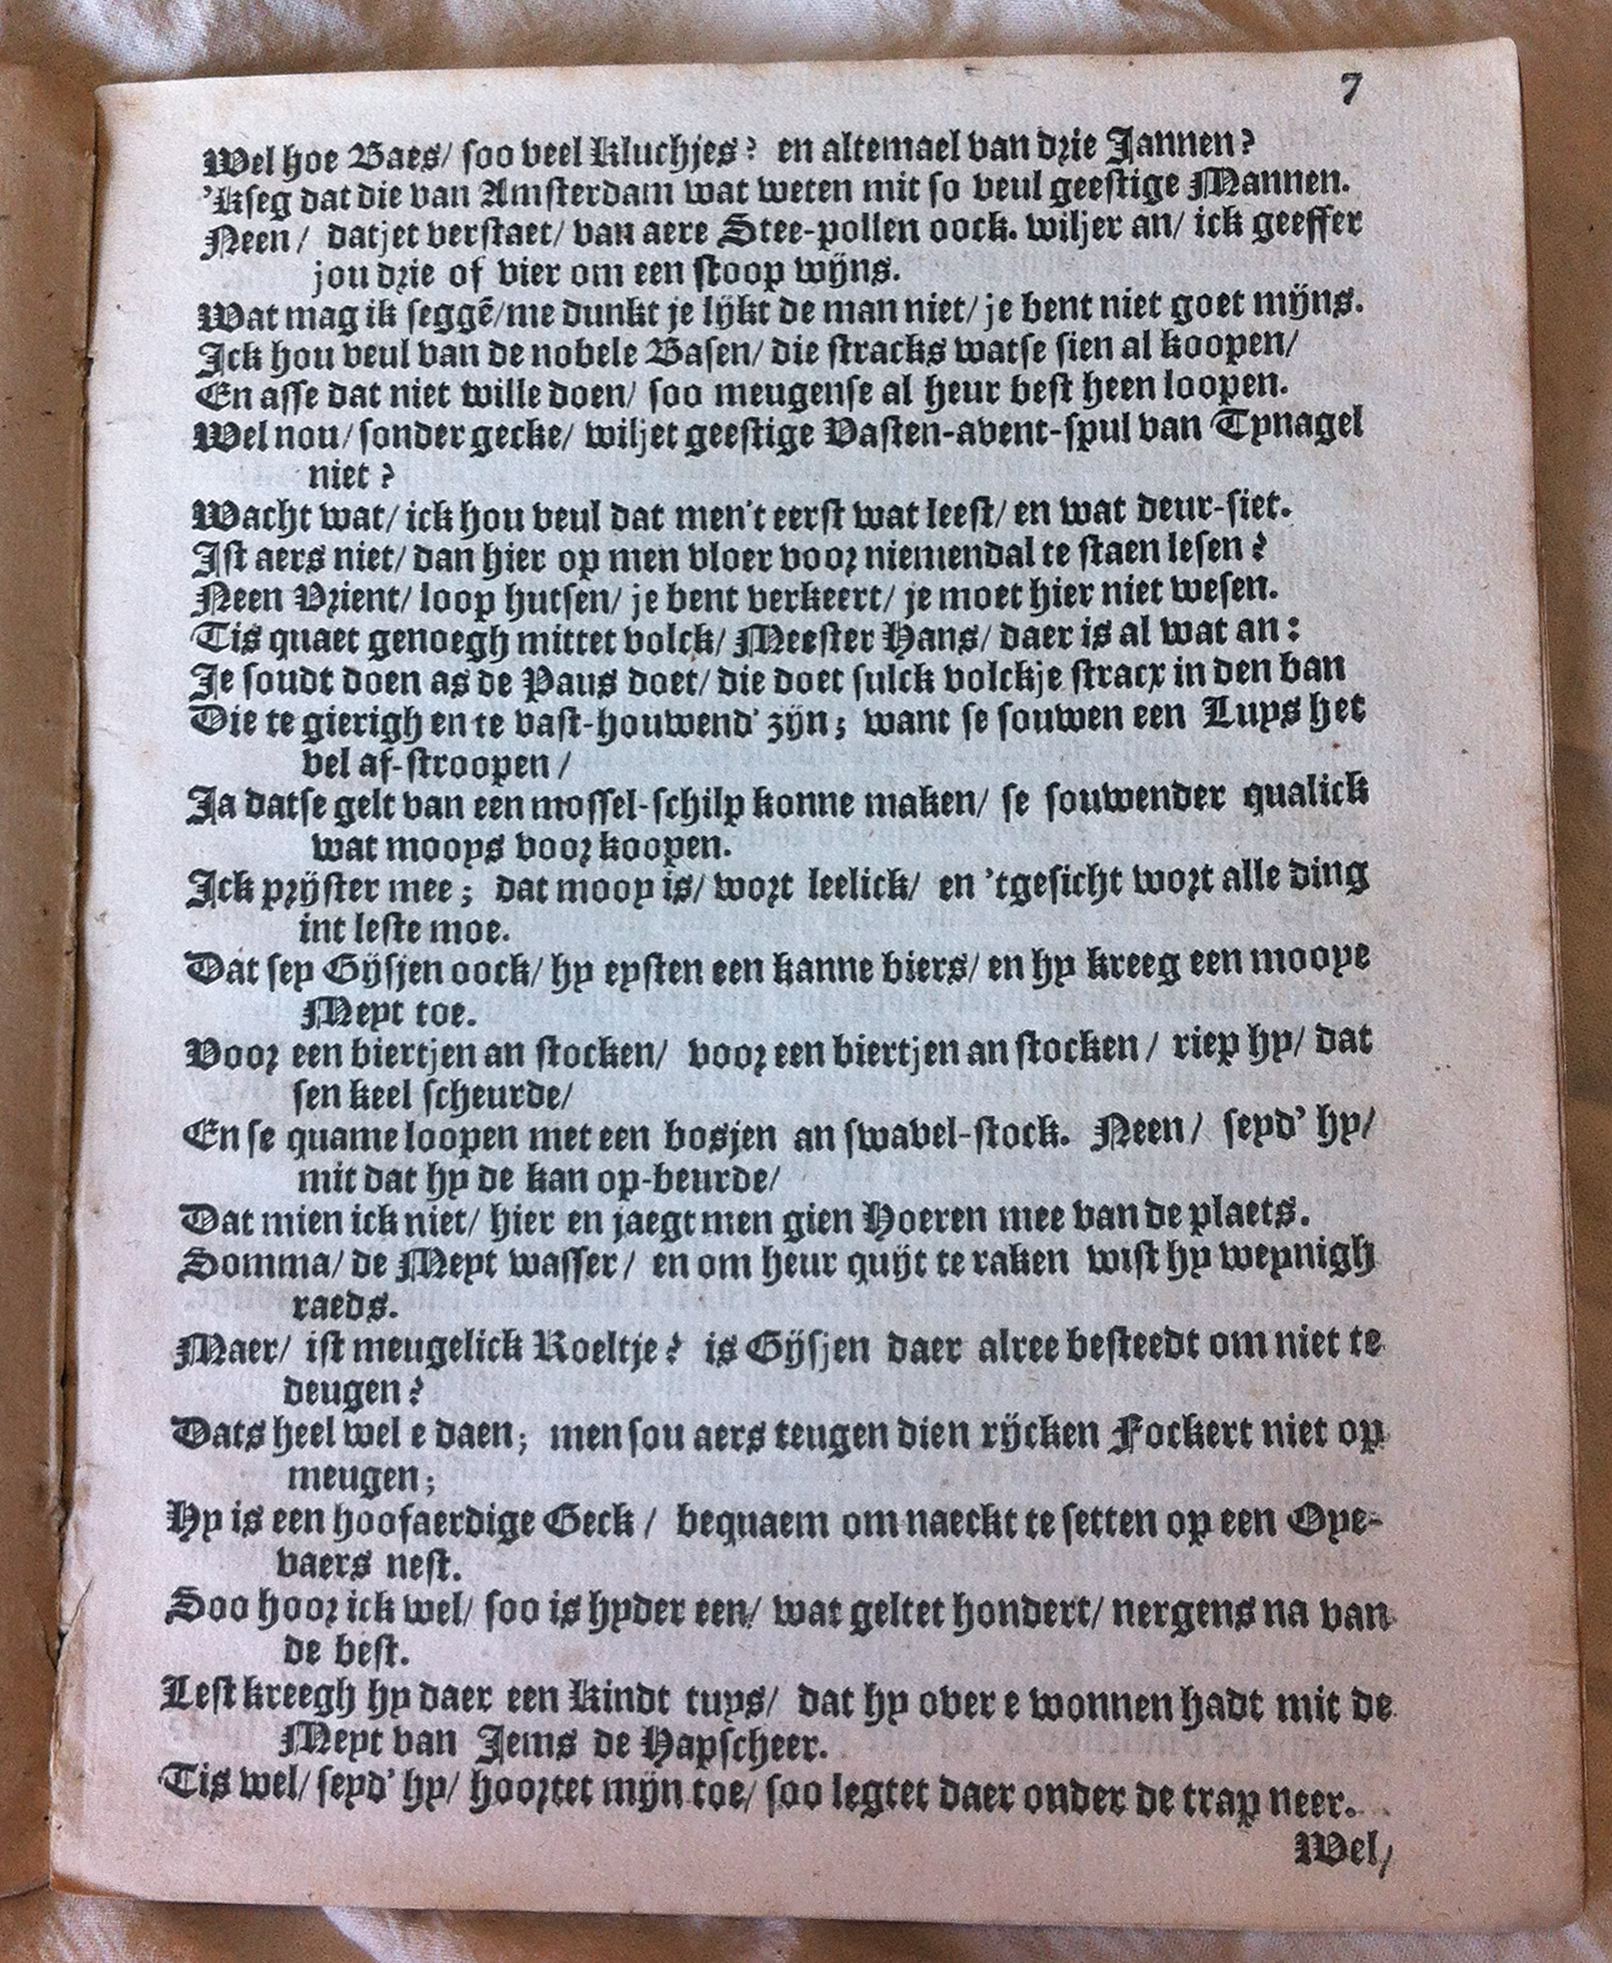 7
Wel hoe Baes/ soo veel kluchjes? en altemael van drie Jannen?
'kseg dat die van Amsterdam wat weten mit so veul geestige Mannen.
Neen/ datjet verstaet/ van aere Stee-pollen oock. wiljer an/ ick geeffer
jou drie of vier om een stoop wijns.
Wat mag ik seggẽ/me dunkt je lijkt de man niet/ je bent niet goet mijns.
Ick hou veul van de nobele Basen/ die stracks watse sien al koopen/
En asse dat niet wille doen/ soo meugense al heur best heen loopen.
Wel nou/ sonder gecke/ wiljet geestige Vasten-avent-spul van Tynagel
niet?
Wacht wat/ ick hou veul dat men't eerst wat leest/ en wat deur-siet.
Ist aers niet/ dan hier op men vloer voor niemendal te staen lesen?
Neen Vrient/ loop hutsen/ je bent verkeert/ je moet hier niet wesen.
Tis quaet genoegh mittet volck/ Meester Hans/ daer is al wat an:
Je soudt doen as de Paus doet/ die doet sulck volckje stracx in den ban
Die te gierigh en te vast-houwend' zijn; want se souwen een Luys het
vel af-stroopen/
Ja datse gelt van een mossel-schilp konne maken/ se souwender qualick
wat mooys voor koopen.
Ick prijster mee; dat mooy is/ wort leelick/ en 'tgesicht wort alle ding
int leste moe.
Dat sey Gijsjen oock/ hy eysten een kanne biers/ en hy kreeg een mooye
Meyt toe.
Voor een biertjen an stocken/ voor een biertjen an stocken/ riep hy/ dat
sen keel scheurde/
En se quame loopen met een bosjen an swavel-stock. Neen/ seyd' hy/
mit dat hy de kan op-beurde/
Dat mien ick niet/ hier en jaegt men gien Hoeren mee van de plaets.
Somma/ de Meyt wasser/ en om heur quijt te raken wist hy weynigh
raeds.
Maer/ ist meugelick Roeltje? is Gijsjen daer alree besteedt om niet te
deugen?
Dats heel wel e daen; men sou aers teugen dien rijcken Fockert niet op
meugen;
Hy is een hoofaerdige Geck/ bequaem om naeckt te setten op een Oye-
vaers nest.
Soo hoor ick wel/ soo is hyder een/ wat geltet hondert/ nergens na van
de best.
Lest kreegh hy daer een kindt tuys/ dat hy over e wonnen hadt mit de
Meyt van Jems de Hapscheer.
Tis wel/ seyd' hy/ hoortet mijn toe/ soo legtet daer onder de trap neer.
Wel/